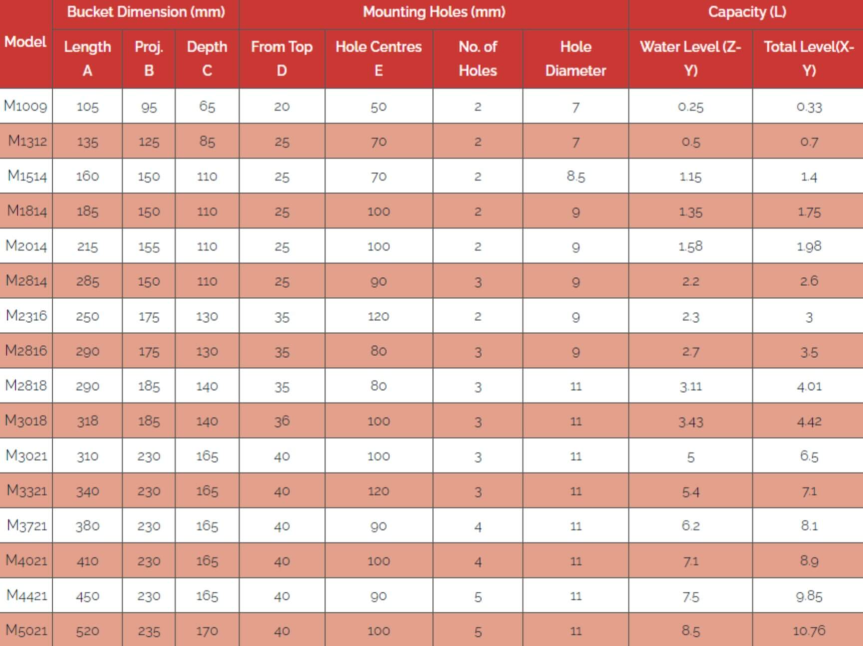 Bucket Dimension (mm) Mounting Holes (mm) Capacity (L)
Model Length A Proj. B Depth C From Top D Hole Centres E No. of Holes Hole Diameter Water Level (Z-Y) Total Level(X-Y)
M1009 105 95 65 20 50 2 7 0.25 0.33
M1312 135 125 85 25 70 2 7 0.5 0.7
M1514 160 150 110 25 70 2 8.5 1.15 1.4
M1814 185 150 110 25 100 2 9 1.35 1.75
M2014 215 155 110 25 100 2 9 1.58 1.98
M2814 285 150 110 25 90 3 9 2.2 2.6
M2316 250 175 130 35 120 2 9 2.3 3
M2816 290 175 130 35 80 3 9 2.7 3.5
M2818 290 185 140 35 80 3 11 3.11 4.01
M3018 318 185 140 36 100 3 11 3.43 4.42
M3021 310 230 165 40 100 3 11 5 6.5
M3321 340 230 165 40 120 3 11 5.4 7.1
M3721 380 230 165 40 90 4 11 6.2 8.1
M4021 410 230 165 40 100 4 11 7.1 8.9
M4421 450 230 165 40 90 5 11 7.5 9.85
M5021 520 235 170 40 100 5 11 8.5 10.76